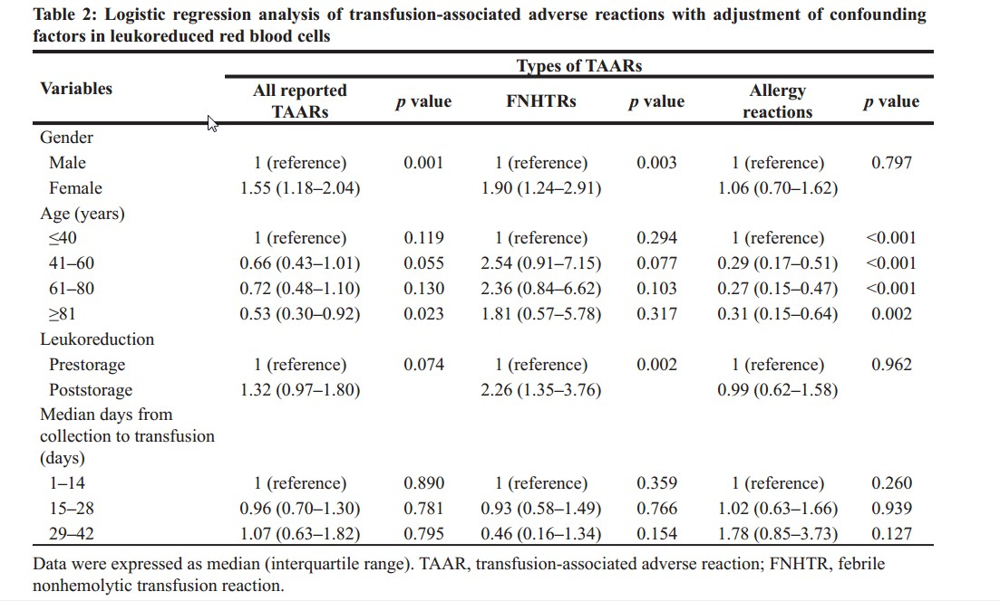 Table 2: Logistic regression analysis of transfusion-associated adverse reactions with adjustment of confounding
factors in leukoreduced red blood cells
Types of TAARs
Variables
All reported TAARs p value FNHTRs p value Allergy reactions p value
Gender
Male 1 (reference) 0.001 1 (reference) 0.003 1 (reference) 0.797
Female 1.55 (1.18–2.04) 1.90 (1.24–2.91) 1.06 (0.70–1.62)
Age (years)
≤40 1 (reference) 0.119 1 (reference) 0.294 1 (reference) <0.001
41–60 0.66 (0.43–1.01) 0.055 2.54 (0.91–7.15) 0.077 0.29 (0.17–0.51) <0.001
61–80 0.72 (0.48–1.10) 0.130 2.36 (0.84–6.62) 0.103 0.27 (0.15–0.47) <0.001
≥81 0.53 (0.30–0.92) 0.023 1.81 (0.57–5.78) 0.317 0.31 (0.15–0.64) 0.002
Leukoreduction
Prestorage 1 (reference) 0.074 1 (reference) 0.002 1 (reference) 0.962
Poststorage 1.32 (0.97–1.80) 2.26 (1.35–3.76) 0.99 (0.62–1.58)
Median days from
collection to transfusion
(days)
1–14 1 (reference) 0.890 1 (reference) 0.359 1 (reference) 0.260
15–28 0.96 (0.70–1.30) 0.781 0.93 (0.58–1.49) 0.766 1.02 (0.63–1.66) 0.939
29–42 1.07 (0.63–1.82) 0.795 0.46 (0.16–1.34) 0.154 1.78 (0.85–3.73) 0.127
Data were expressed as median (interquartile range). TAAR, transfusion-associated adverse reaction; FNHTR, febrile
nonhemolytic transfusion reaction.